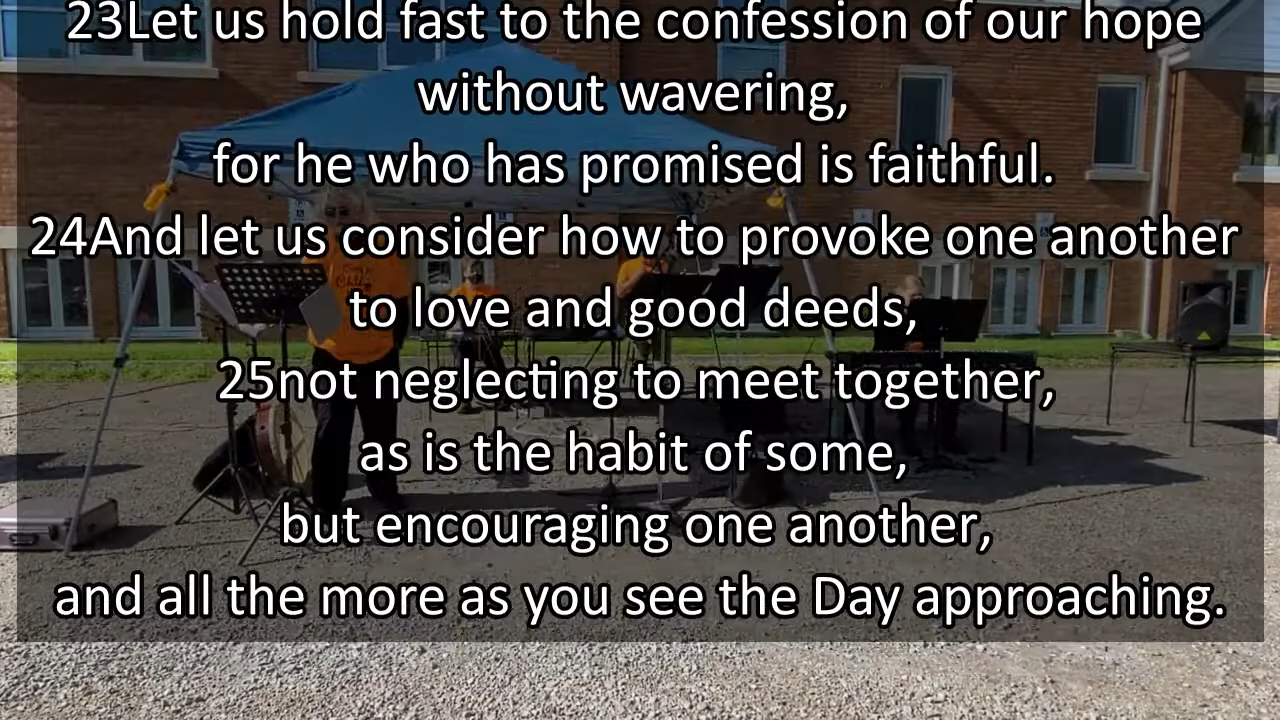 23Let us hold fast to the confession of our hope
without wavering,
for he who has promised is faithful.
24And let us consider how to provoke one another
to love and good deeds,
25not neglecting to meet together,
as is the habit of some,
but encouraging one another,
and all the more as you see the Day approaching.